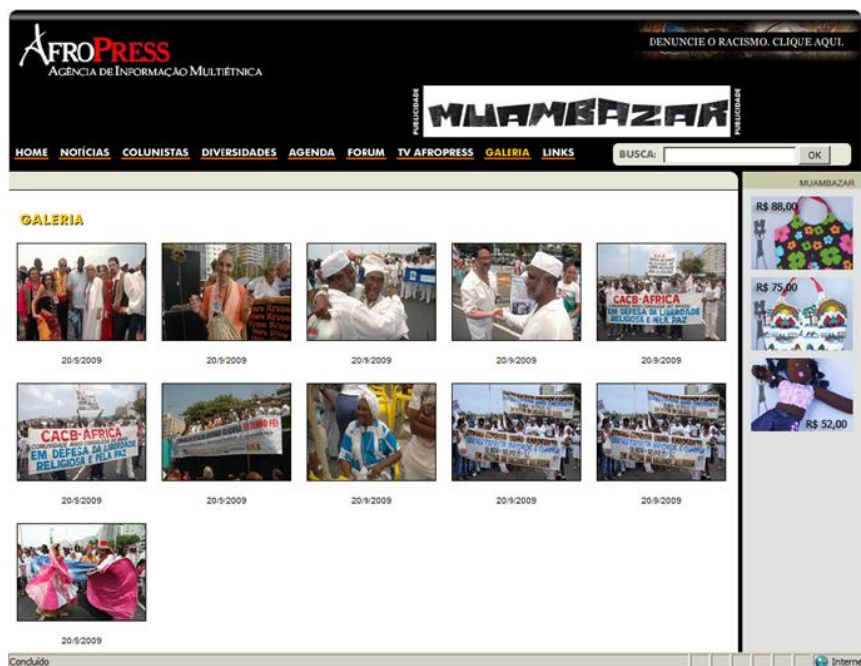 AFROPRESS
AGÊNCIA DE INFORMAÇÃO MULTIÉTNICA
DENUNCIE O RACISMO. CLIQUE AQUI.
PUBLICIDADE
MUAMBAZAR
PUBLICIDADE
HOME NOTÍCIAS COLUNISTAS DIVERSIDADES AGENDA FORUM TV AFROPRESS GALERIA LINKS
BUSCA: OK
MUAMBAZAR
GALERIA
R$ 88,00
R$ 75,00
CACB-AFRICA
EM DEFESA DA LIBERDADE
RELIGIOSA E PELA PAZ
20/9/2009 20/9/2009 20/9/2009 20/9/2009 20/9/2009
R$ 52,00
CACB-AFRICA
EM DEFESA DA LIBERDADE
RELIGIOSA E PELA PAZ
20/9/2009 20/9/2009 20/9/2009 20/9/2009 20/9/2009
20/9/2009
Concluído
Interne